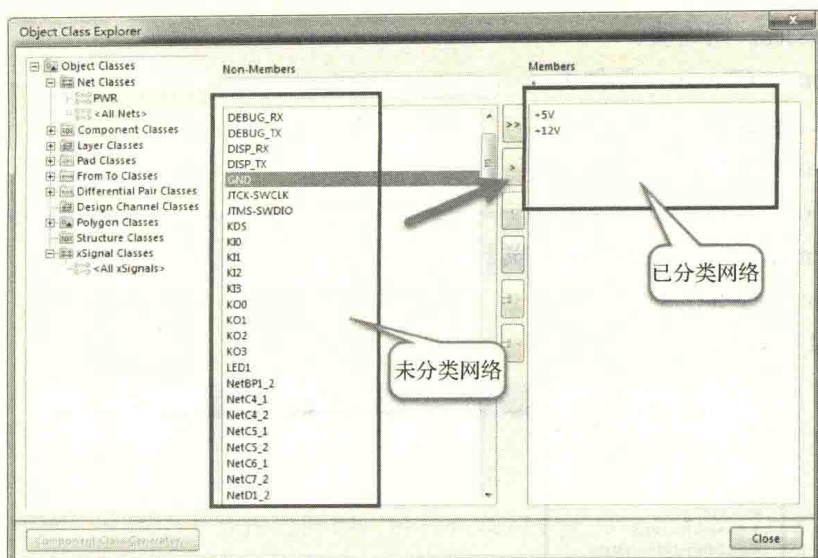 Object Class Explorer
Object Classes
Net Classes
PWR
<All Nets>
Component Classes
Layer Classes
Pad Classes
From To Classes
Differential Pair Classes
Design Channel Classes
Polygon Classes
Structure Classes
xSignal Classes
<All xSignals>
Non-Members
DEBUG_RX
DEBUG_TX
DISP_RX
DISP_TX
GND
JTCK-SWCLK
JTMS-SWDIO
KDS
KI0
KI1
KI2
KI3
KO0
KO1
KO2
KO3
LED1
NetBP1_2
NetC4_1
NetC4_2
NetC5_1
NetC5_2
NetC6_1
NetC7_2
NetD1_2
未分类网络
>>
>
<
Members
+5V
+12V
已分类网络
Component Class Generator...
Close